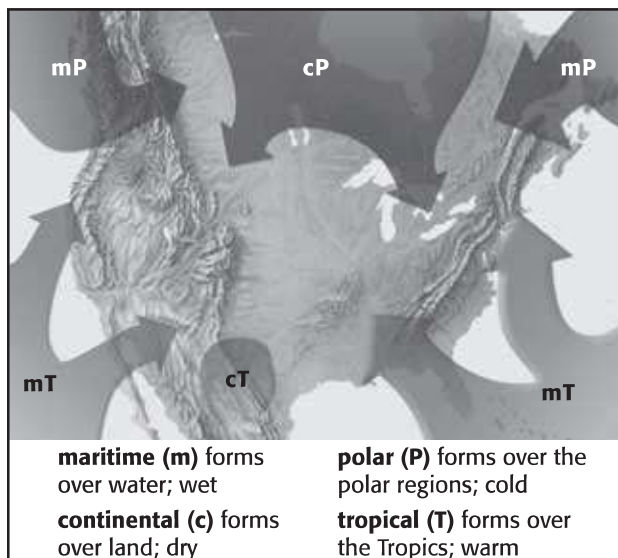 mP
cP
mP
mT
cT
mT
maritime (m) forms
over water; wet
continental (c) forms
over land; dry
polar (P) forms over the
polar regions; cold
tropical (T) forms over
the Tropics; warm